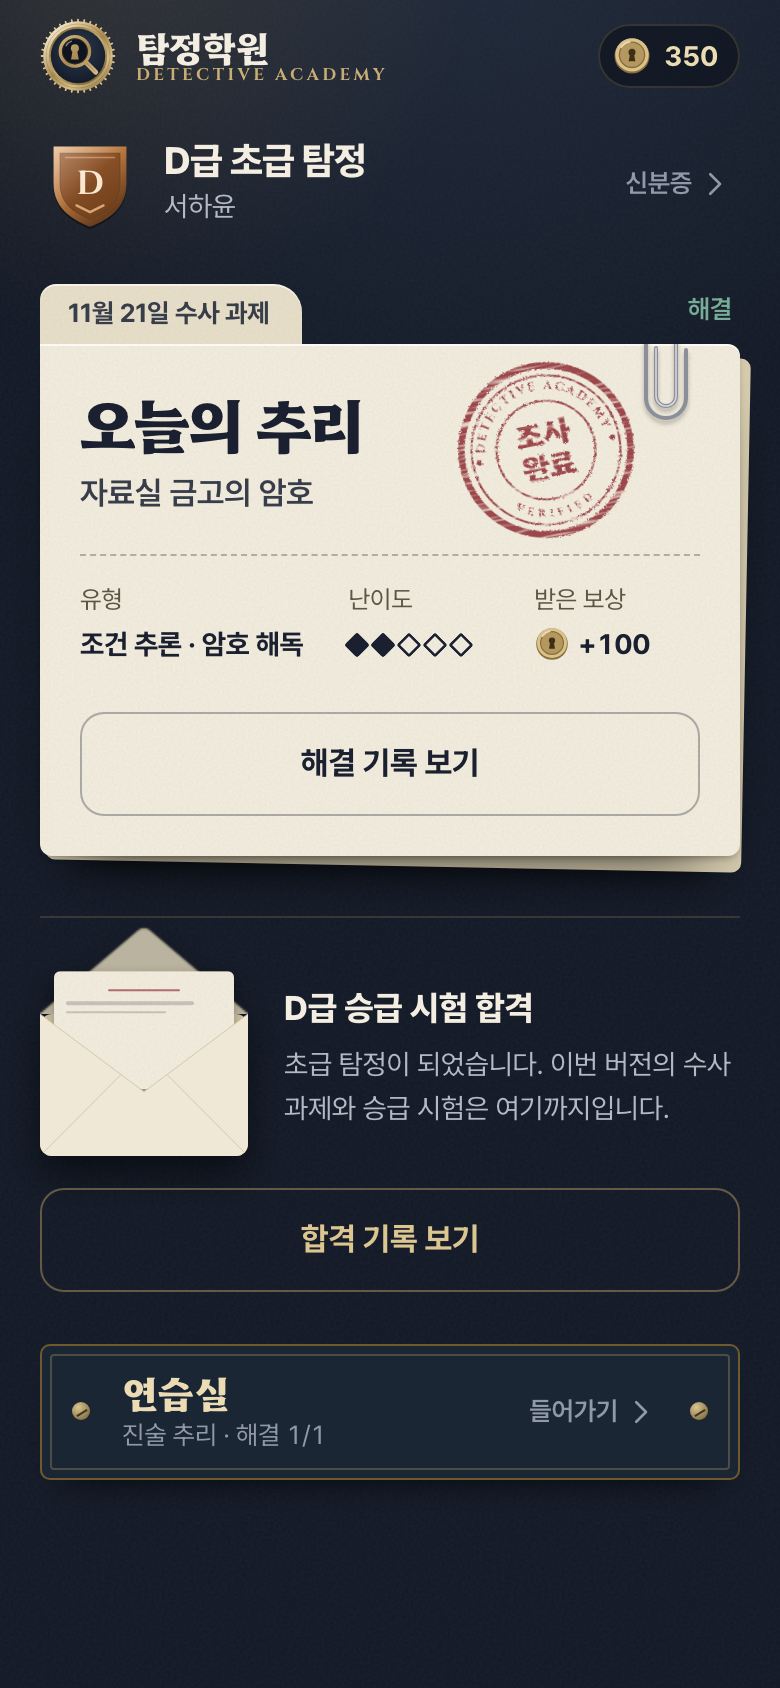 탐정학원
DETECTIVE ACADEMY
350
D
D급 초급 탐정
서하윤
신분증
11월 21일 수사 과제
해결
오늘의 추리
자료실 금고의 암호
DETECTIVE ACADEMY
조사
완료
VERIFIED
유형
난이도
받은 보상
조건 추론 · 암호 해독
+100
해결 기록 보기
D급 승급 시험 합격
초급 탐정이 되었습니다. 이번 버전의 수사
과제와 승급 시험은 여기까지입니다.
합격 기록 보기
연습실
진술 추리 · 해결 1/1
들어가기